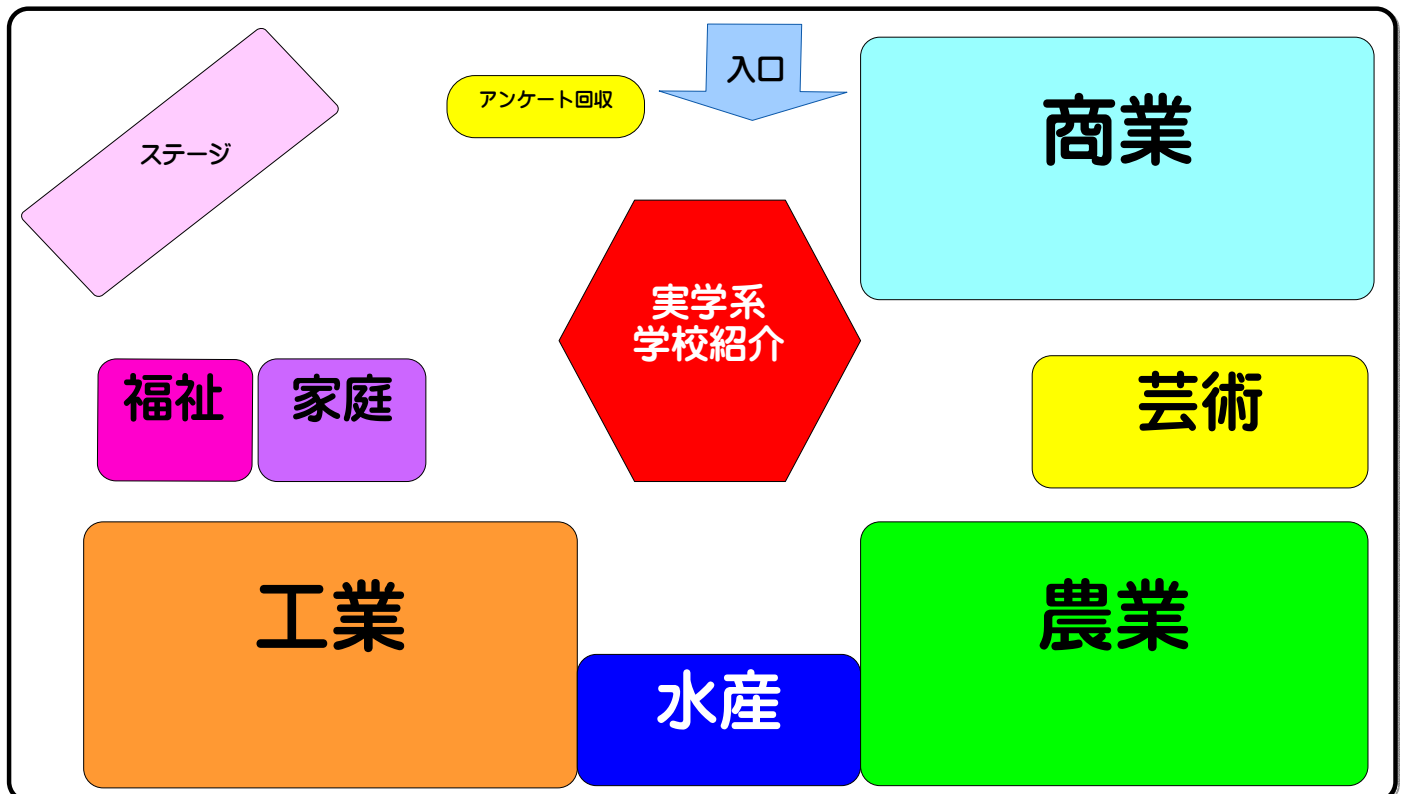 入口
アンケート回収
商業
ステージ
実学系
学校紹介
福祉
家庭
芸術
工業
農業
水産